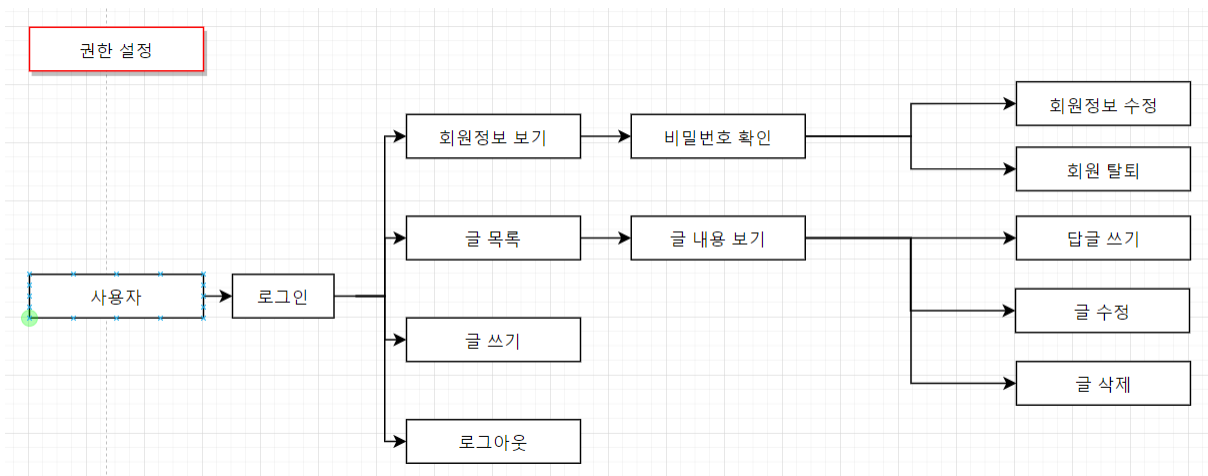 권한 설정
회원정보 수정
회원정보 보기
비밀번호 확인
회원 탈퇴
글 목록
글 내용 보기
답글 쓰기
사용자
로그인
글 수정
글 쓰기
글 삭제
로그아웃